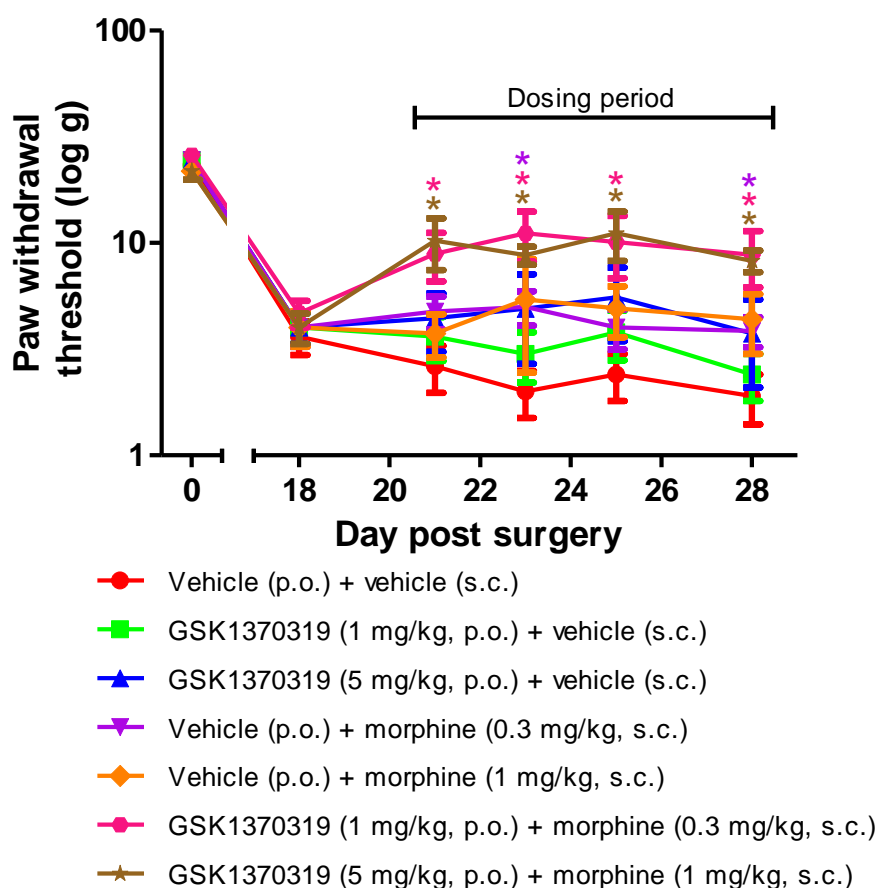 100
Dosing period
Paw withdrawal
threshold (log g)
* * * *
* * * *
* *
10
1
0 18 20 22 24 26 28
Day post surgery
Vehicle (p.o.) + vehicle (s.c.)
GSK1370319 (1 mg/kg, p.o.) + vehicle (s.c.)
GSK1370319 (5 mg/kg, p.o.) + vehicle (s.c.)
Vehicle (p.o.) + morphine (0.3 mg/kg, s.c.)
Vehicle (p.o.) + morphine (1 mg/kg, s.c.)
GSK1370319 (1 mg/kg, p.o.) + morphine (0.3 mg/kg, s.c.)
GSK1370319 (5 mg/kg, p.o.) + morphine (1 mg/kg, s.c.)